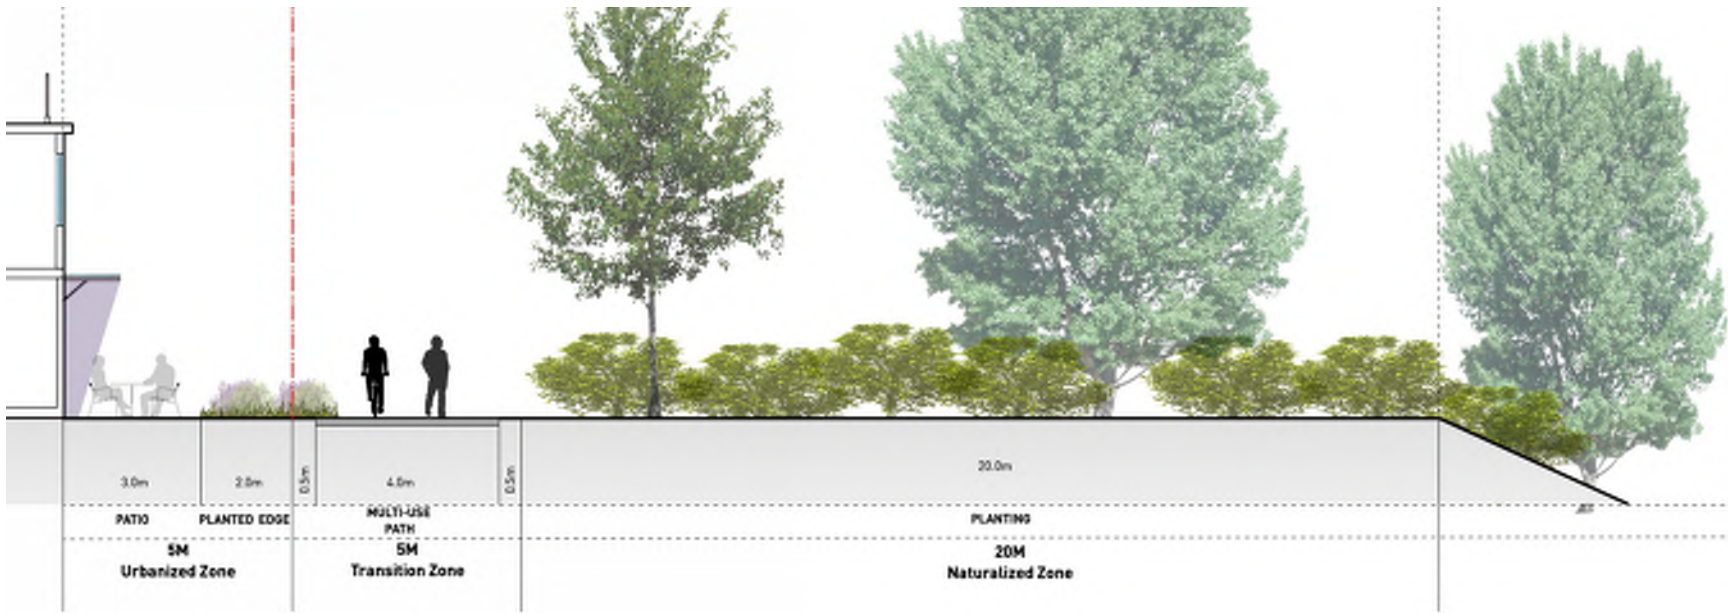 3.0m
2.0m
0.5m
4.0m
0.5m
20.0m
PATIO
PLANTED EDGE
MULTI-USE
PATH
PLANTING
5M
Urbanized Zone
5M
Transition Zone
20M
Naturalized Zone